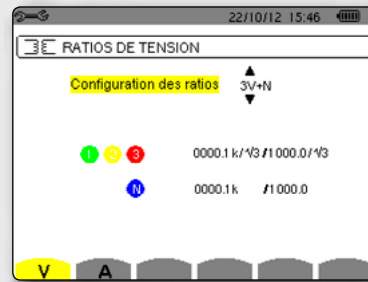 22/10/12 15:46
RATIOS DE TENSION
Configuration des ratios 3V+N
1 2 3 0000.1 k/√3 /1000.0/√3
N 0000.1k /1000.0
V A